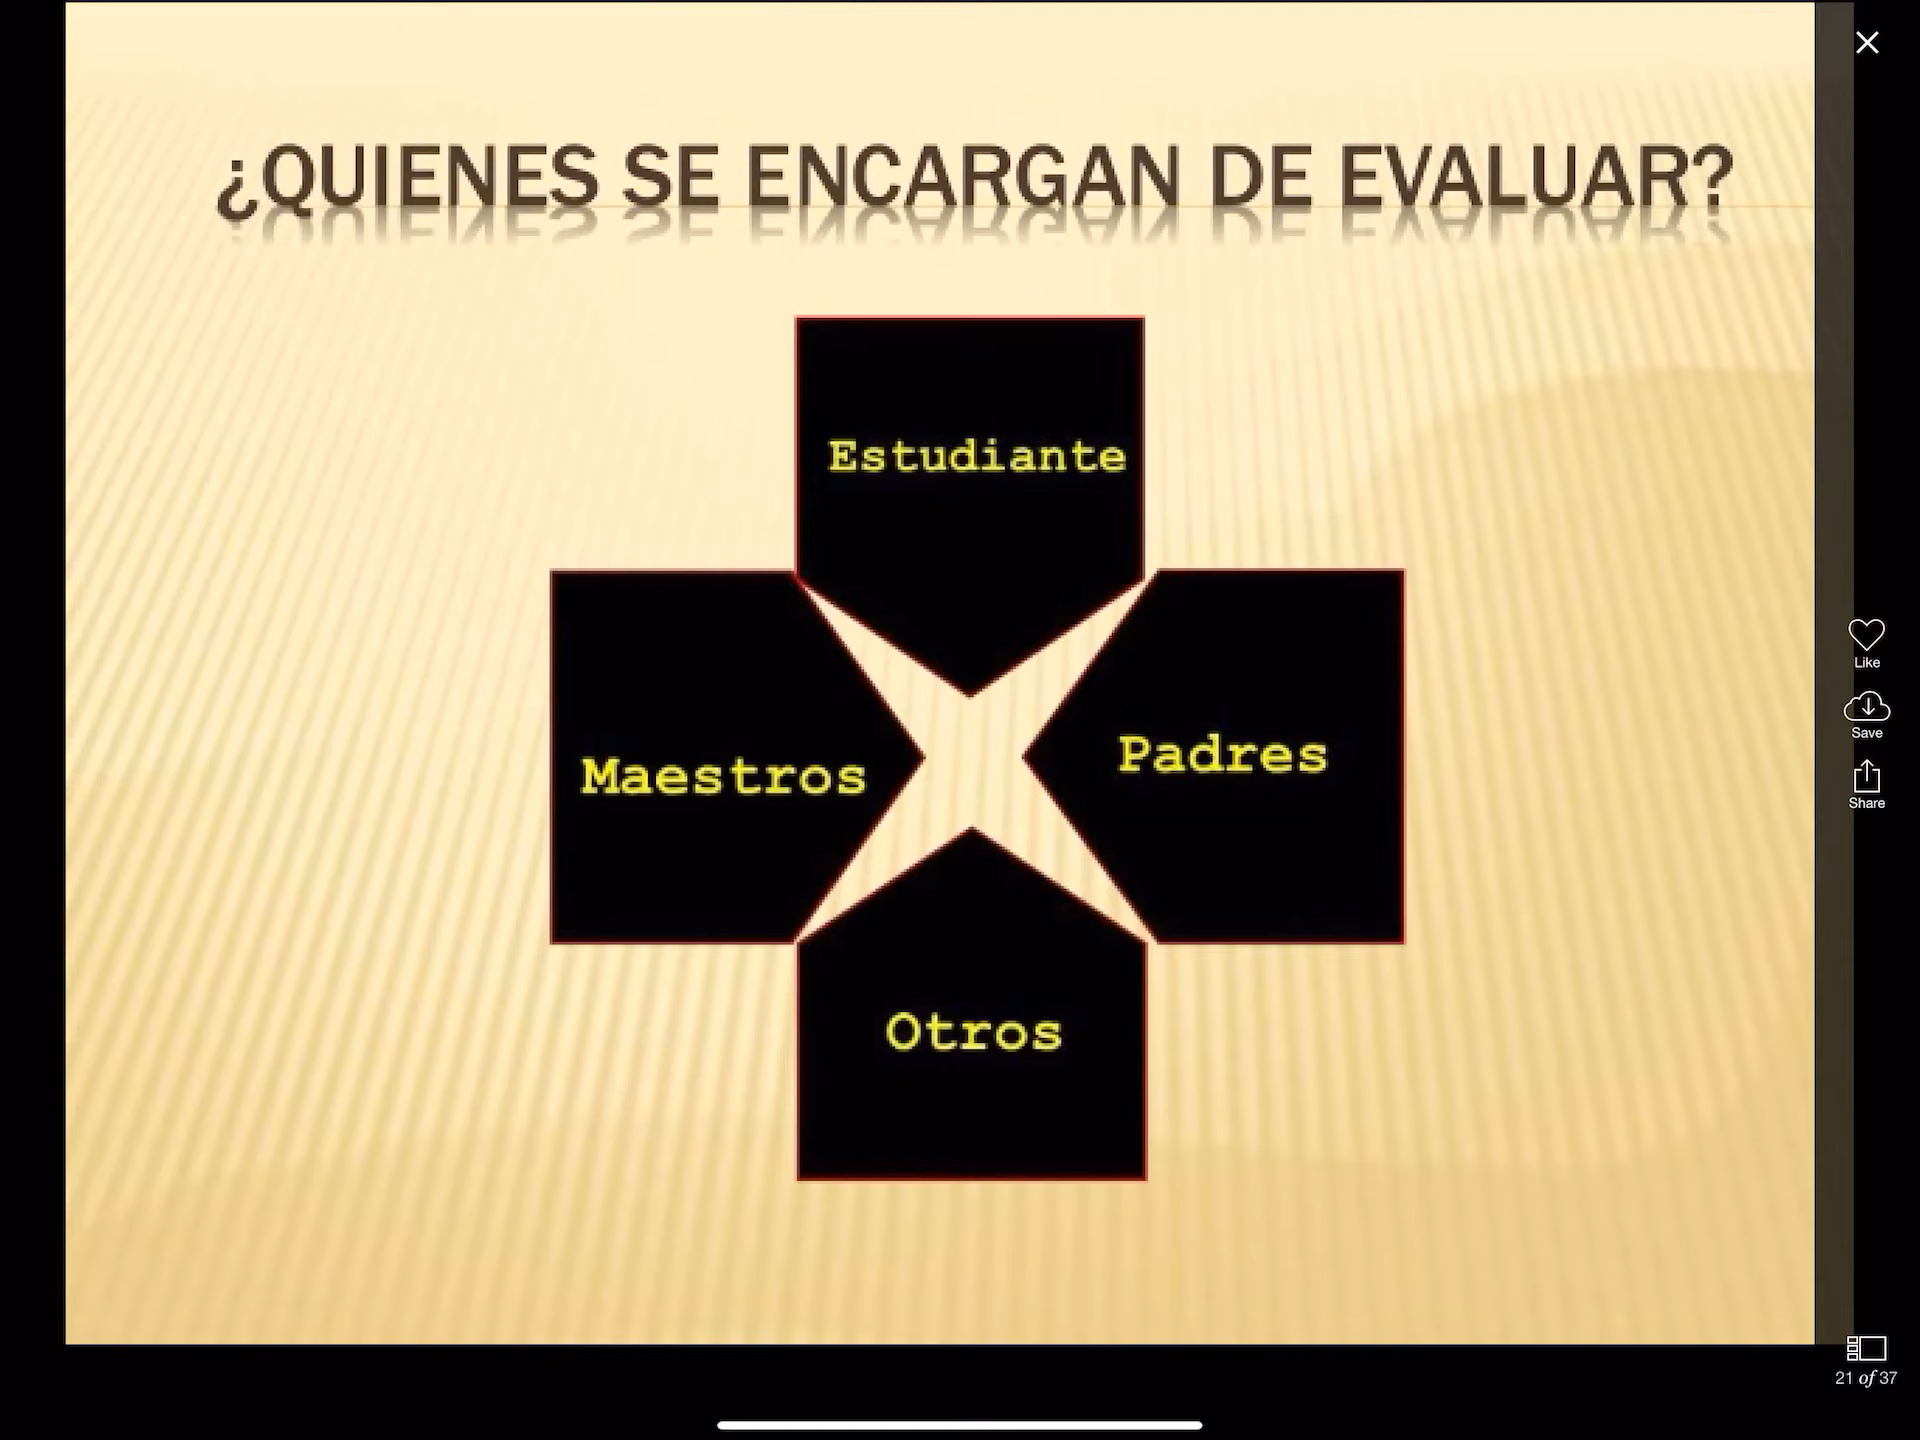 ¿QUIENES SE ENCARGAN DE EVALUAR?
Estudiante
Maestros
Padres
Otros
Like
Save
Share
21 of 37